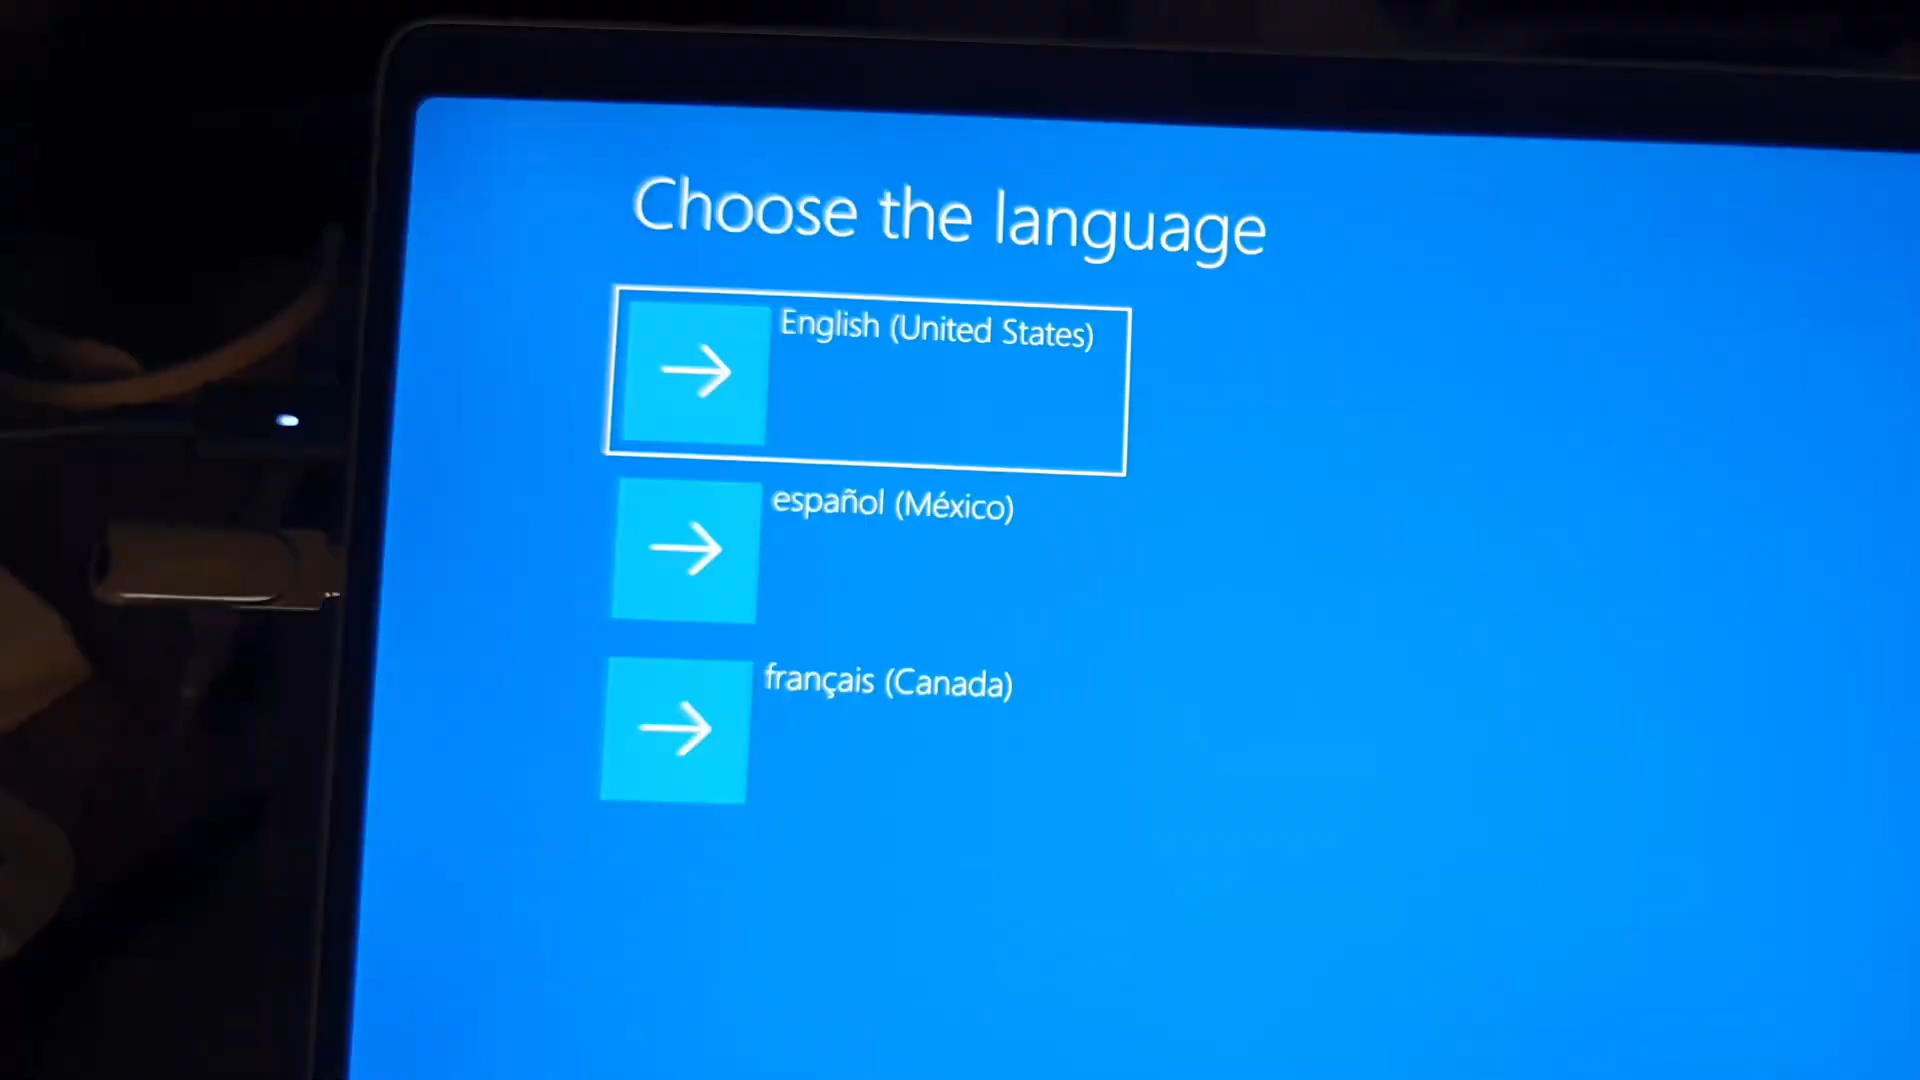 Choose the language
English (United States)
español (México)
français (Canada)